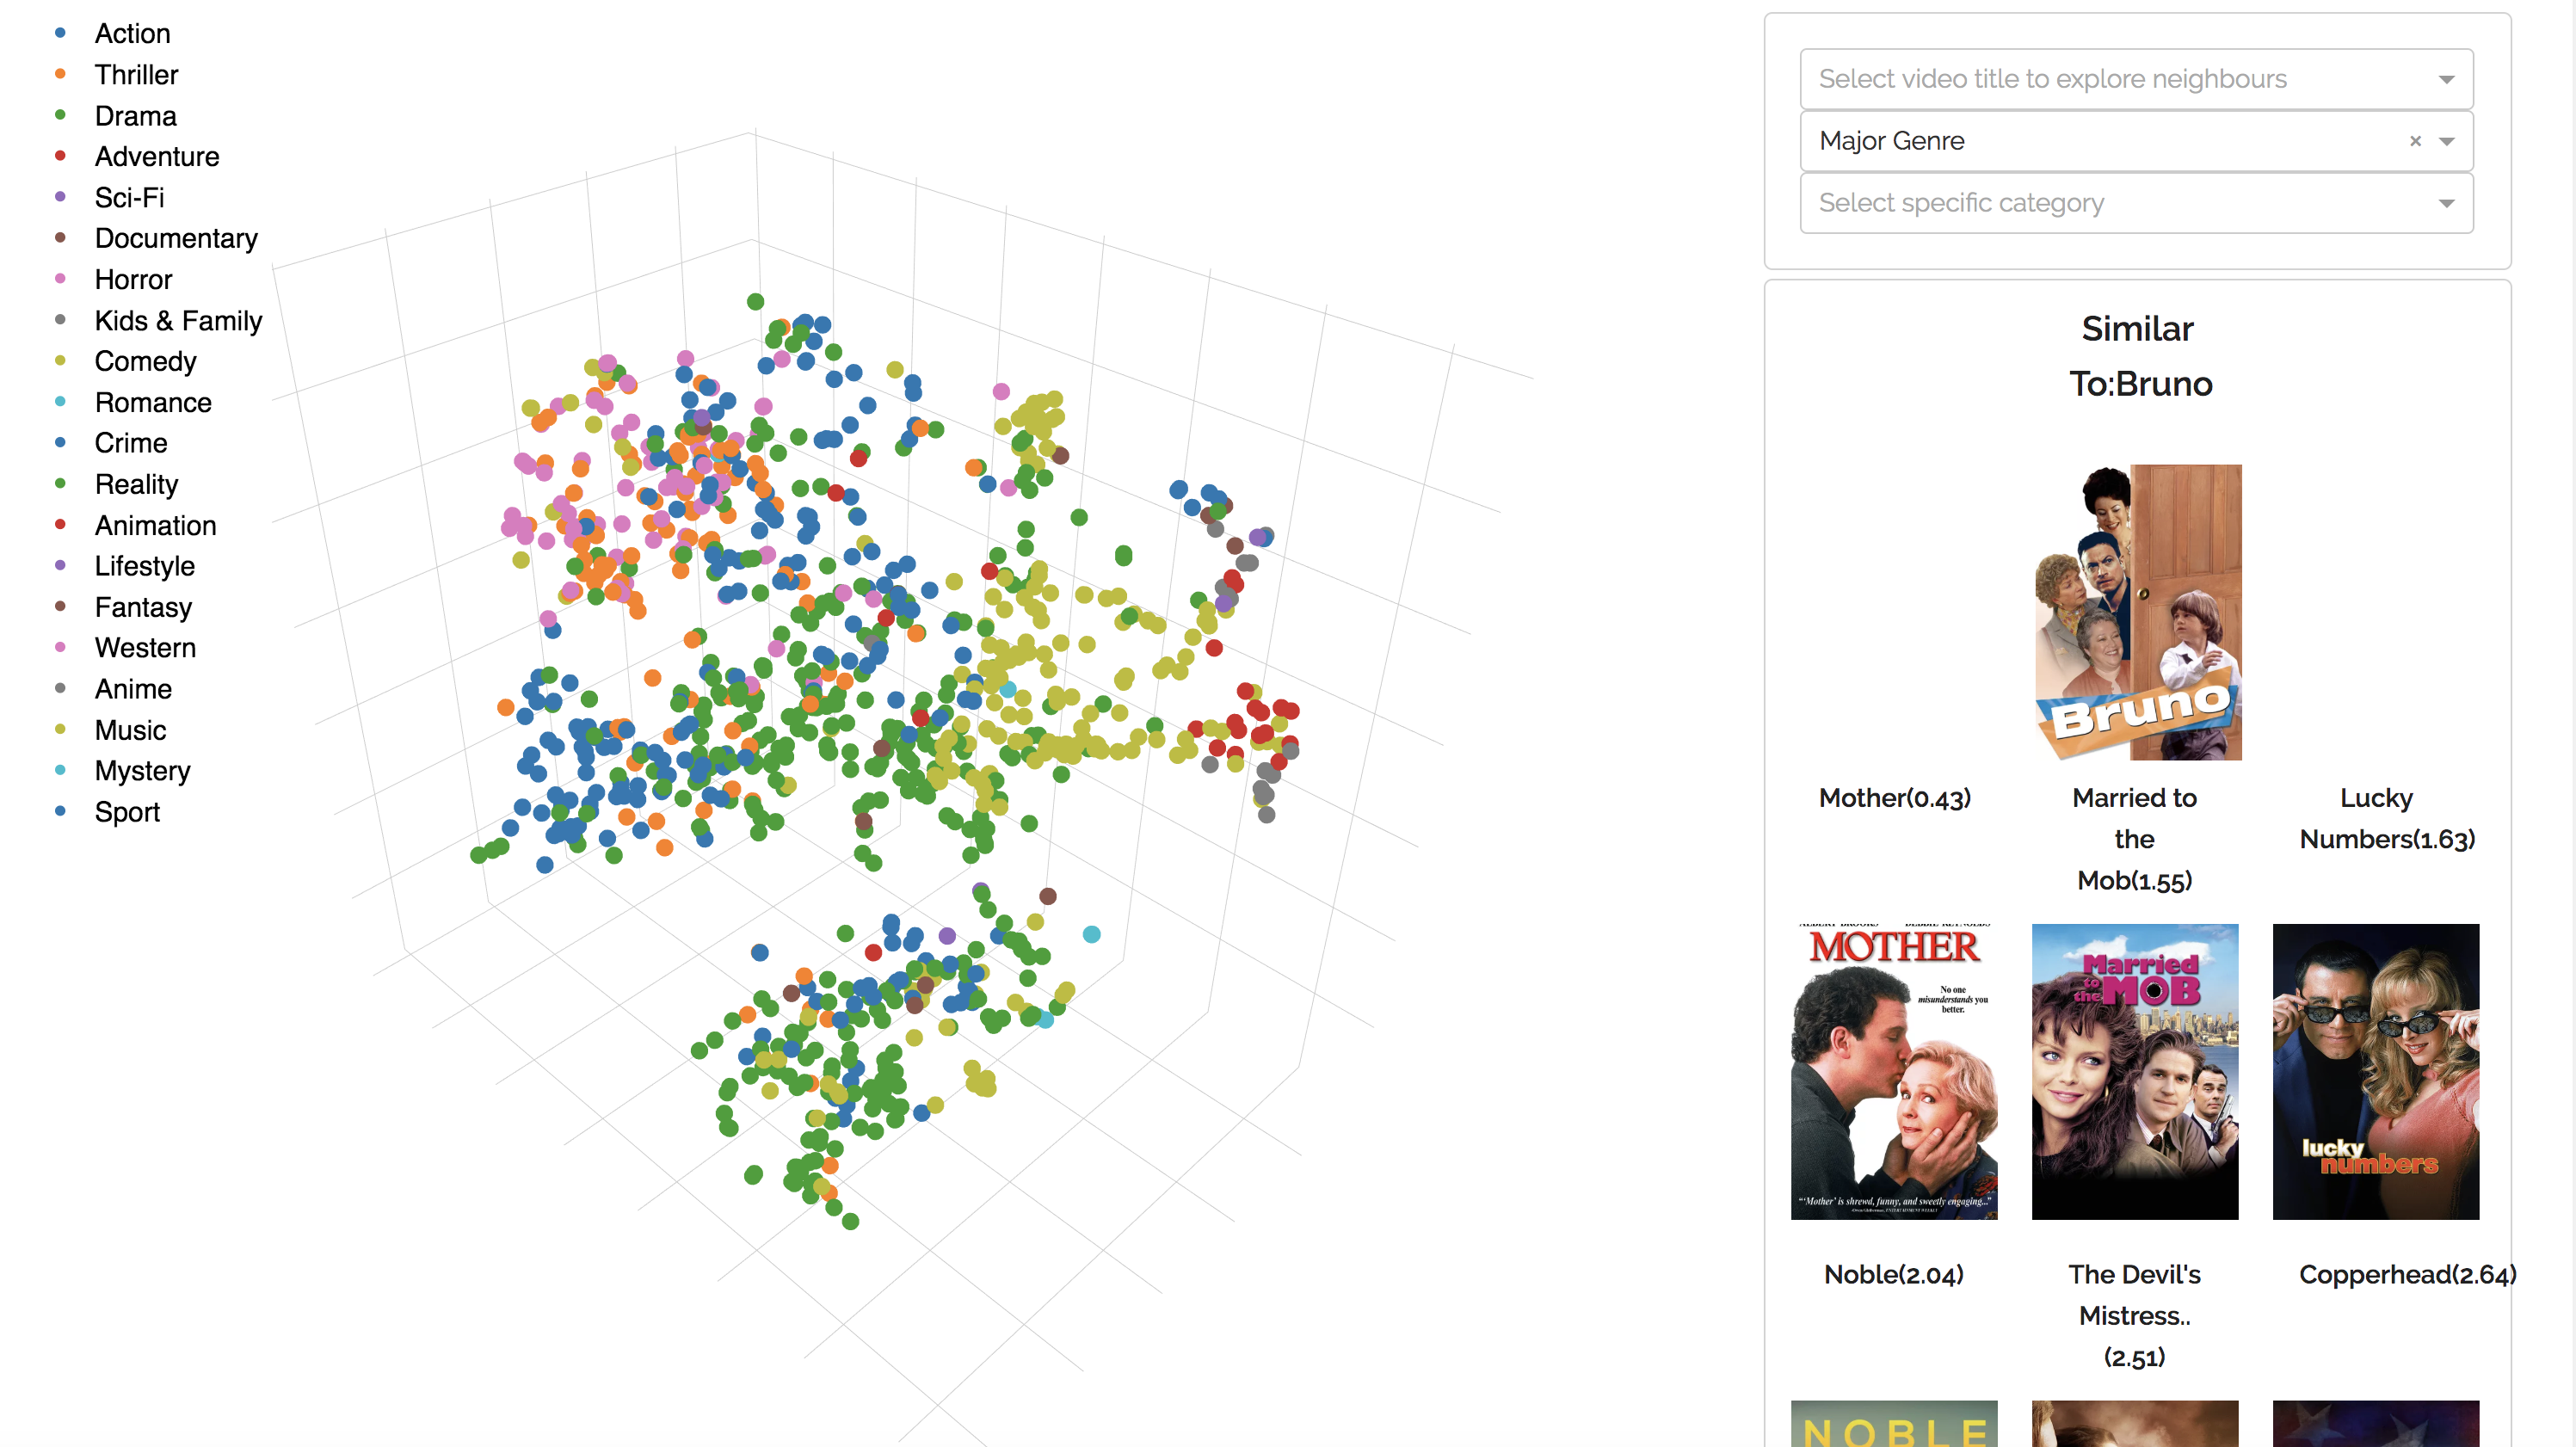 Action
Thriller
Drama
Adventure
Sci-Fi
Documentary
Horror
Kids & Family
Comedy
Romance
Crime
Reality
Animation
Lifestyle
Fantasy
Western
Anime
Music
Mystery
Sport
Select video title to explore neighbours
Major Genre ×
Select specific category
Similar
To:Bruno
Bruno
Mother(0.43)
Married to
the
Mob(1.55)
Lucky
Numbers(1.63)
ALBERT BROOKS DEBBIE REYNOLDS
MOTHER
No one
misunderstands you
better.
"'Mother' is shrewd, funny, and sweetly engaging..."
Married
to
the MOB
lucky
numbers
Noble(2.04)
The Devil's
Mistress..
(2.51)
Copperhead(2.64)
NOBLE